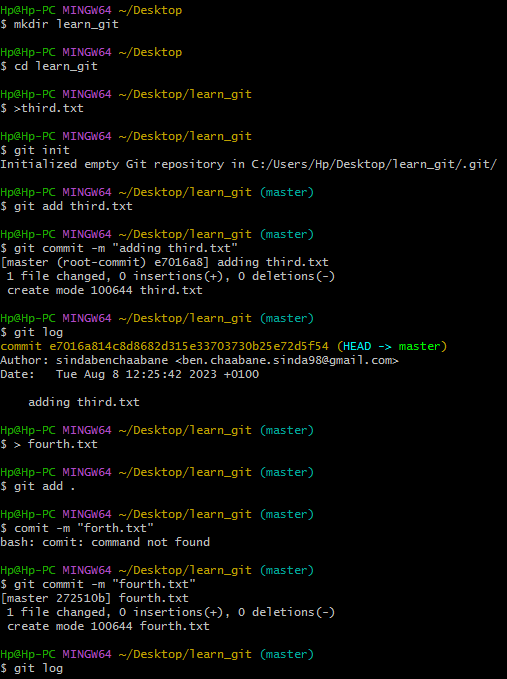 Hp@Hp-PC MINGW64 ~/Desktop
$ mkdir learn_git
Hp@Hp-PC MINGW64 ~/Desktop
$ cd learn_git
Hp@Hp-PC MINGW64 ~/Desktop/learn_git
$ >third.txt
Hp@Hp-PC MINGW64 ~/Desktop/learn_git
$ git init
Initialized empty Git repository in C:/Users/Hp/Desktop/learn_git/.git/
Hp@Hp-PC MINGW64 ~/Desktop/learn_git (master)
$ git add third.txt
Hp@Hp-PC MINGW64 ~/Desktop/learn_git (master)
$ git commit -m "adding third.txt"
[master (root-commit) e7016a8] adding third.txt
 1 file changed, 0 insertions(+), 0 deletions(-)
 create mode 100644 third.txt
Hp@Hp-PC MINGW64 ~/Desktop/learn_git (master)
$ git log
commit e7016a814c8d8682d315e33703730b25e72d5f54 (HEAD -> master)
Author: sindabenchaabane <ben.chaabane.sinda98@gmail.com>
Date:   Tue Aug 8 12:25:42 2023 +0100
    adding third.txt
Hp@Hp-PC MINGW64 ~/Desktop/learn_git (master)
$ > fourth.txt
Hp@Hp-PC MINGW64 ~/Desktop/learn_git (master)
$ git add .
Hp@Hp-PC MINGW64 ~/Desktop/learn_git (master)
$ comit -m "forth.txt"
bash: comit: command not found
Hp@Hp-PC MINGW64 ~/Desktop/learn_git (master)
$ git commit -m "fourth.txt"
[master 272510b] fourth.txt
 1 file changed, 0 insertions(+), 0 deletions(-)
 create mode 100644 fourth.txt
Hp@Hp-PC MINGW64 ~/Desktop/learn_git (master)
$ git log